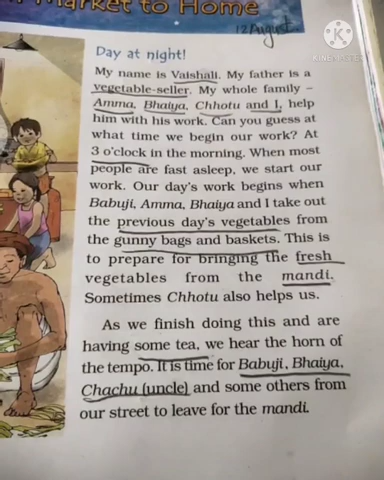 Market to Home
12 August
KINEMASTER
Day at night!
My name is Vaishali. My father is a
vegetable-seller. My whole family –
Amma, Bhaiya, Chhotu and I, help
him with his work. Can you guess at
what time we begin our work? At
3 o'clock in the morning. When most
people are fast asleep, we start our
work. Our day's work begins when
Babuji, Amma, Bhaiya and I take out
the previous day's vegetables from
the gunny bags and baskets. This is
to prepare for bringing the fresh
vegetables from the mandi.
Sometimes Chhotu also helps us.
As we finish doing this and are
having some tea, we hear the horn of
the tempo. It is time for Babuji, Bhaiya,
Chachu (uncle) and some others from
our street to leave for the mandi.